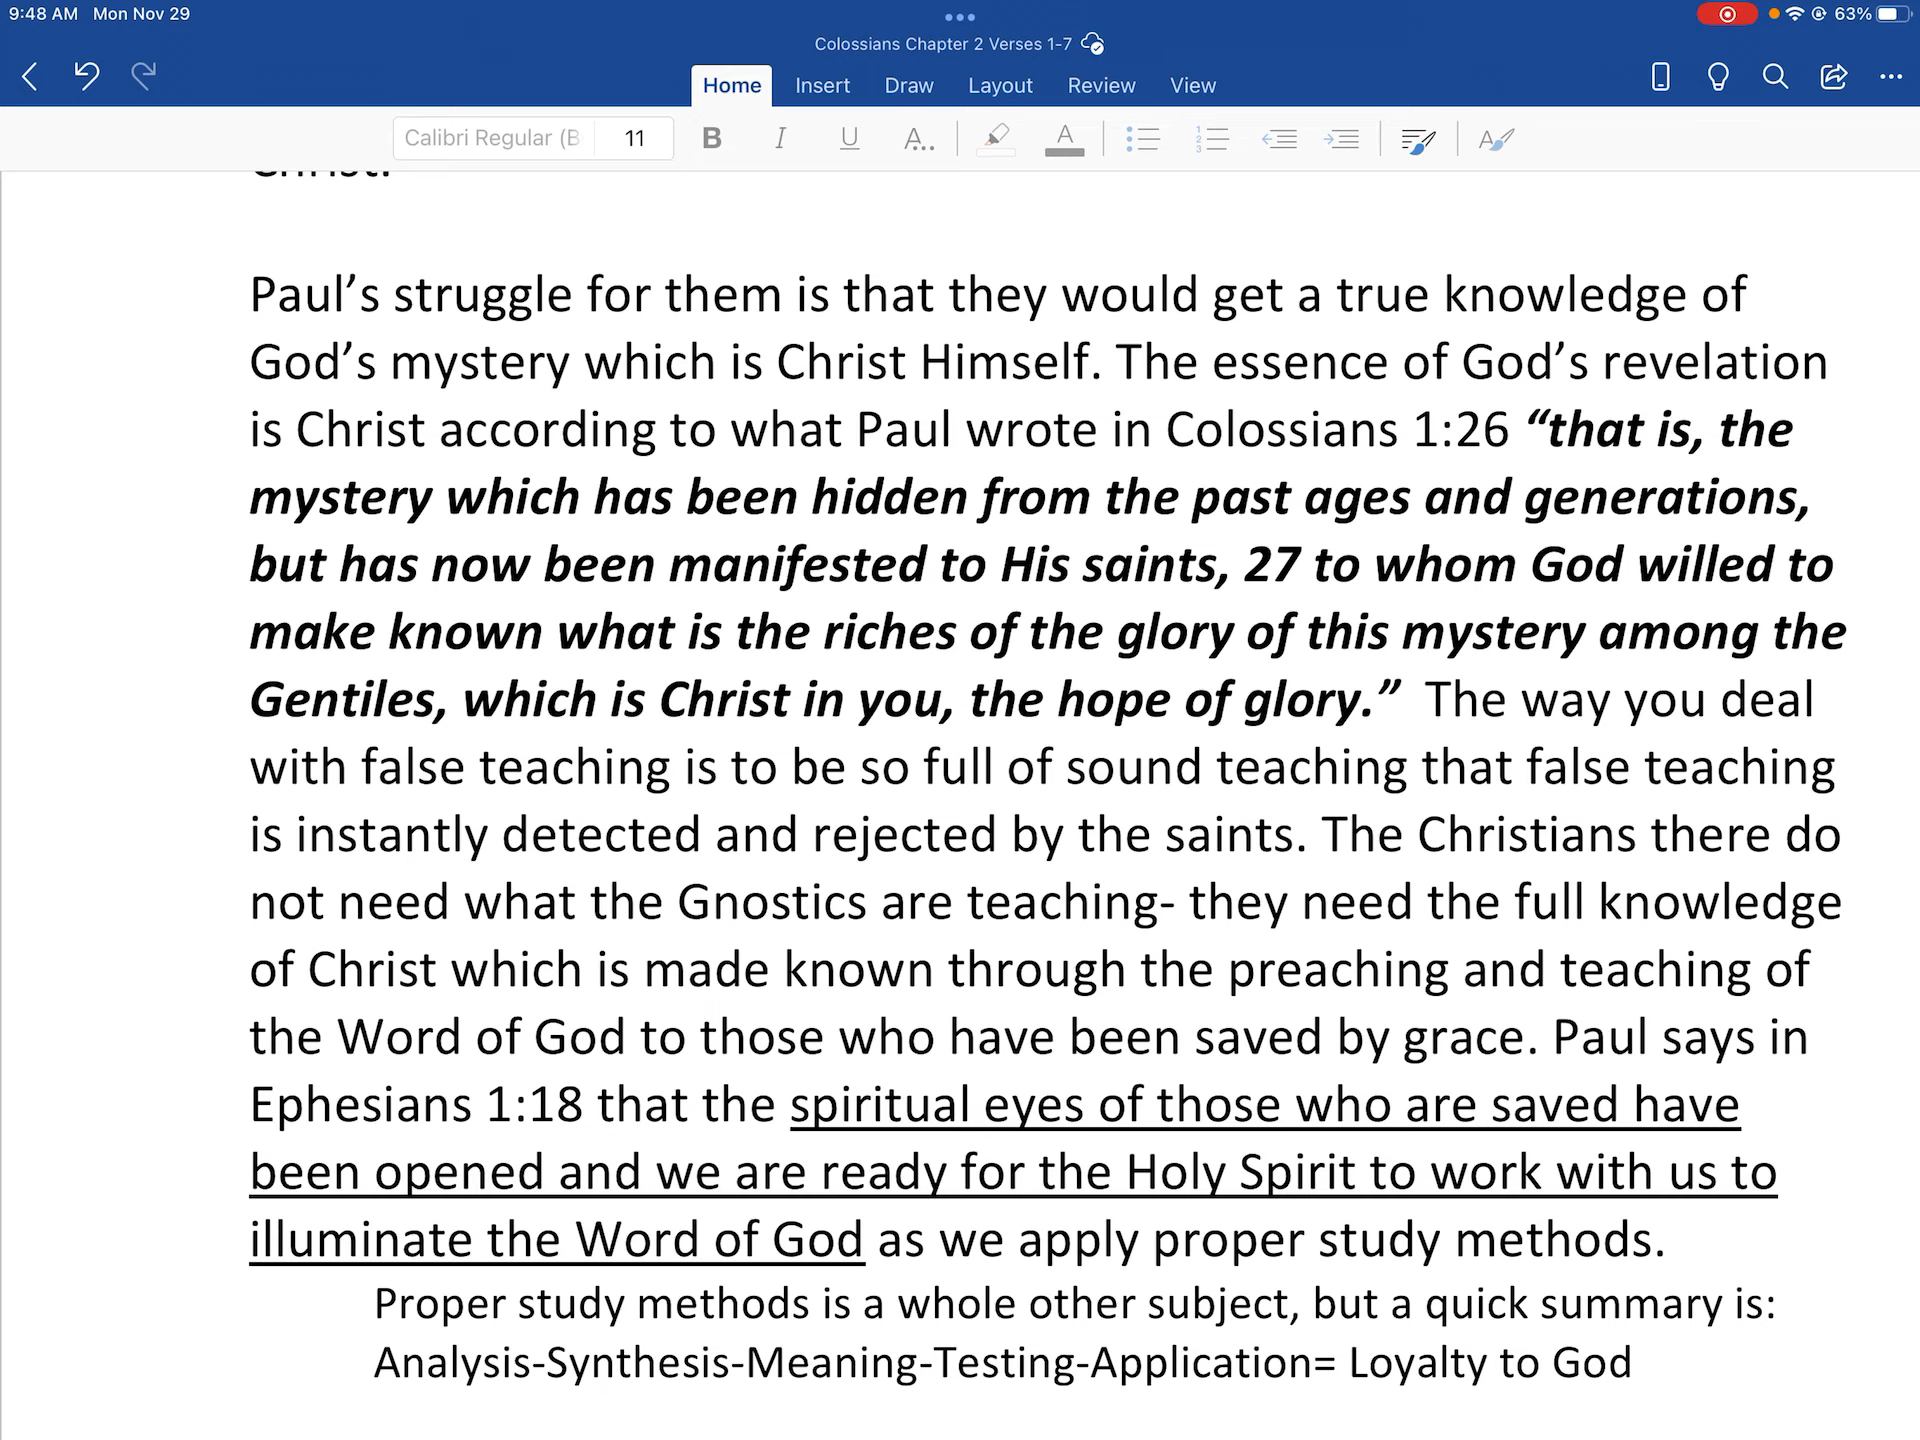 9:48 AM Mon Nov 29
63%
Colossians Chapter 2 Verses 1-7
Home Insert Draw Layout Review View
Calibri Regular (B 11 B I U A..
Christ.
Paul’s struggle for them is that they would get a true knowledge of
God’s mystery which is Christ Himself. The essence of God’s revelation
is Christ according to what Paul wrote in Colossians 1:26 “that is, the
mystery which has been hidden from the past ages and generations,
but has now been manifested to His saints, 27 to whom God willed to
make known what is the riches of the glory of this mystery among the
Gentiles, which is Christ in you, the hope of glory.” The way you deal
with false teaching is to be so full of sound teaching that false teaching
is instantly detected and rejected by the saints. The Christians there do
not need what the Gnostics are teaching- they need the full knowledge
of Christ which is made known through the preaching and teaching of
the Word of God to those who have been saved by grace. Paul says in
Ephesians 1:18 that the spiritual eyes of those who are saved have
been opened and we are ready for the Holy Spirit to work with us to
illuminate the Word of God as we apply proper study methods.
Proper study methods is a whole other subject, but a quick summary is:
Analysis-Synthesis-Meaning-Testing-Application= Loyalty to God